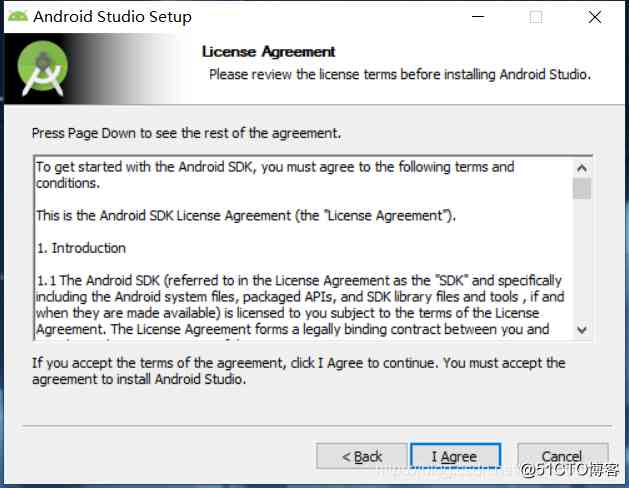 Android Studio Setup
License Agreement
Please review the license terms before installing Android Studio.
Press Page Down to see the rest of the agreement.
To get started with the Android SDK, you must agree to the following terms and
conditions.
This is the Android SDK License Agreement (the "License Agreement").
1. Introduction
1.1 The Android SDK (referred to in the License Agreement as the "SDK" and specifically
including the Android system files, packaged APIs, and SDK library files and tools , if and
when they are made available) is licensed to you subject to the terms of the License
Agreement. The License Agreement forms a legally binding contract between you and
If you accept the terms of the agreement, click I Agree to continue. You must accept the
agreement to install Android Studio.
< Back
I Agree
Cancel
@51CTO博客